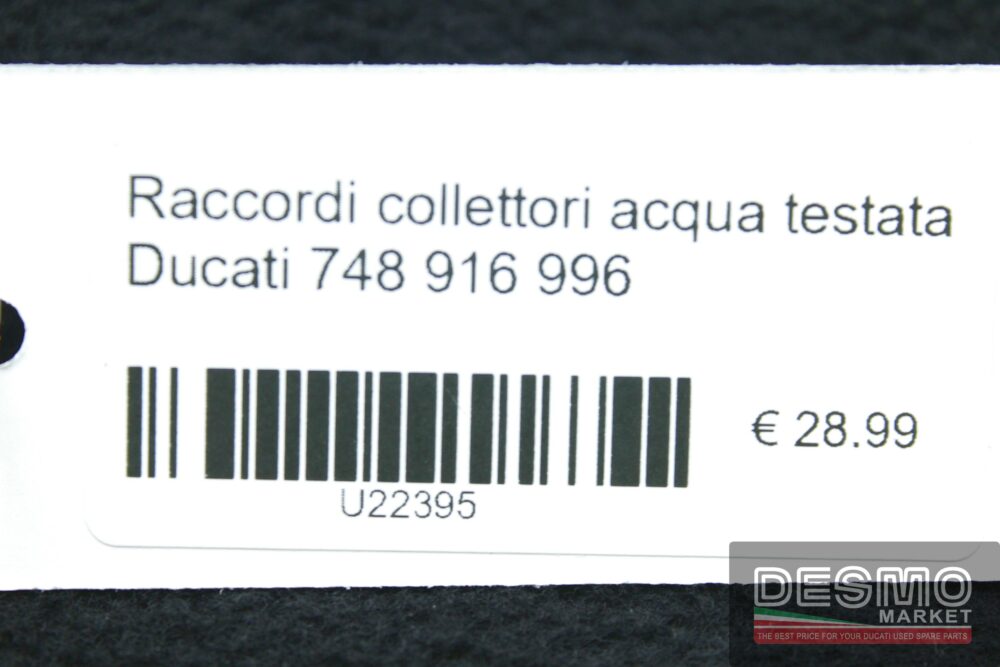 Raccordi collettori acqua testata
Ducati 748 916 996
€ 28.99
U22395
DESMO
MARKET
THE BEST PRICE FOR YOUR DUCATI USED SPARE PARTS